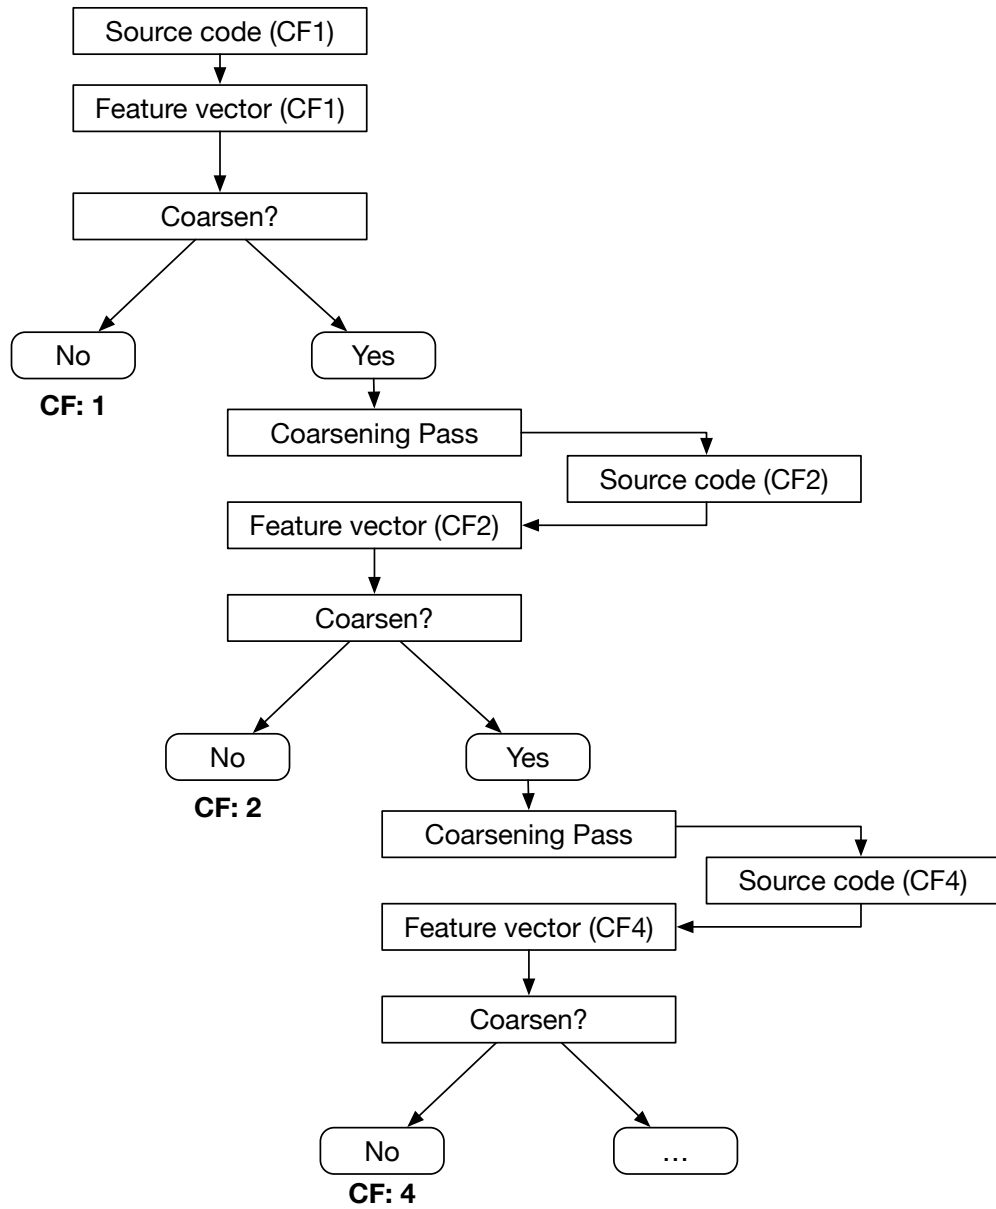 Source code (CF1)
Feature vector (CF1)
Coarsen?
No
Yes
CF: 1
Coarsening Pass
Source code (CF2)
Feature vector (CF2)
Coarsen?
No
Yes
CF: 2
Coarsening Pass
Source code (CF4)
Feature vector (CF4)
Coarsen?
No
...
CF: 4